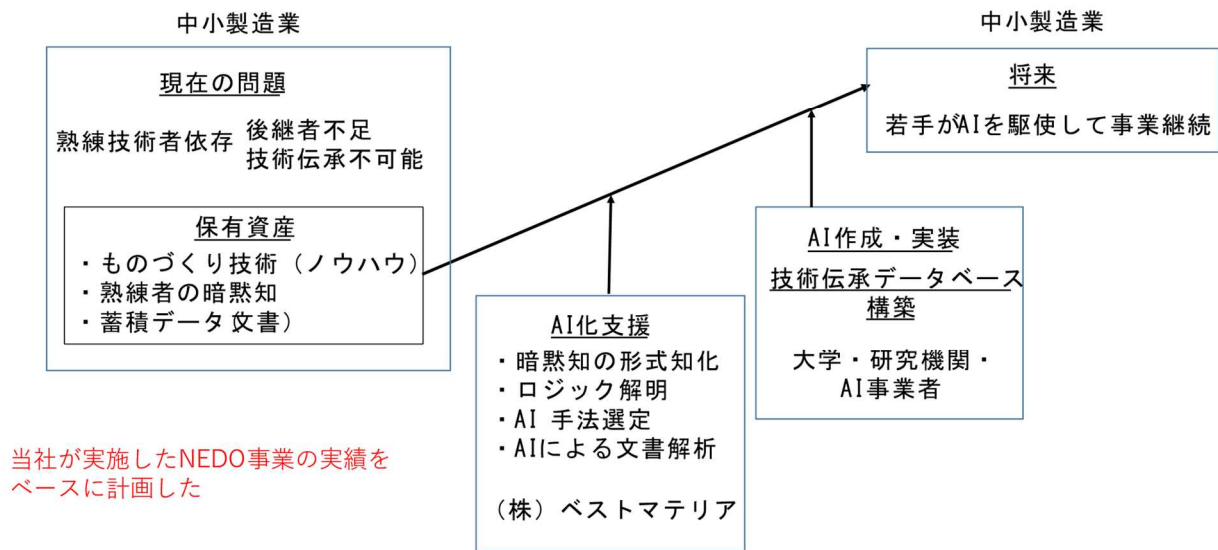 中小製造業
現在の問題
熟練技術者依存
後継者不足
技術伝承不可能
保有資産
・ものづくり技術（ノウハウ）
・熟練者の暗黙知
・蓄積データ文書）
当社が実施したNEDO事業の実績を
ベースに計画した
AI化支援
・暗黙知の形式知化
・ロジック解明
・AI 手法選定
・AIによる文書解析
（株）ベストマテリア
中小製造業
将来
若手がAIを駆使して事業継続
AI作成・実装
技術伝承データベース
構築
大学・研究機関・
AI事業者